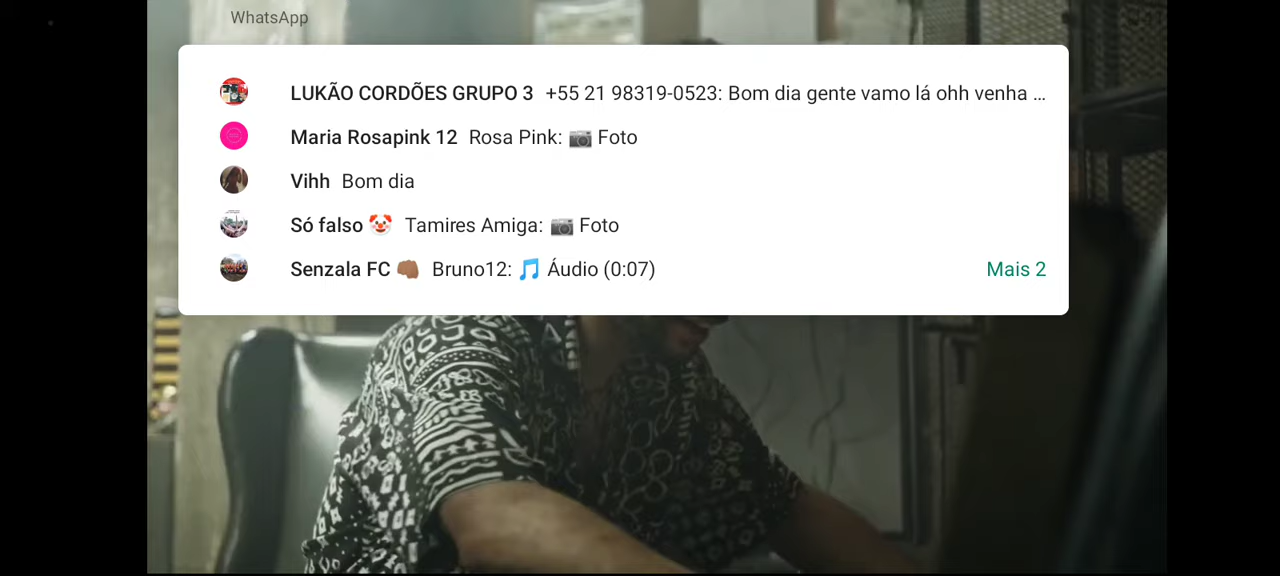 WhatsApp
LUKÃO CORDÕES GRUPO 3 +55 21 98319-0523: Bom dia gente vamo lá ohh venha ...
Maria Rosapink 12 Rosa Pink: 📷 Foto
Vihh Bom dia
Só falso 🤡 Tamires Amiga: 📷 Foto
Senzala FC 👊🏾 Bruno12: 🎵 Áudio (0:07) Mais 2